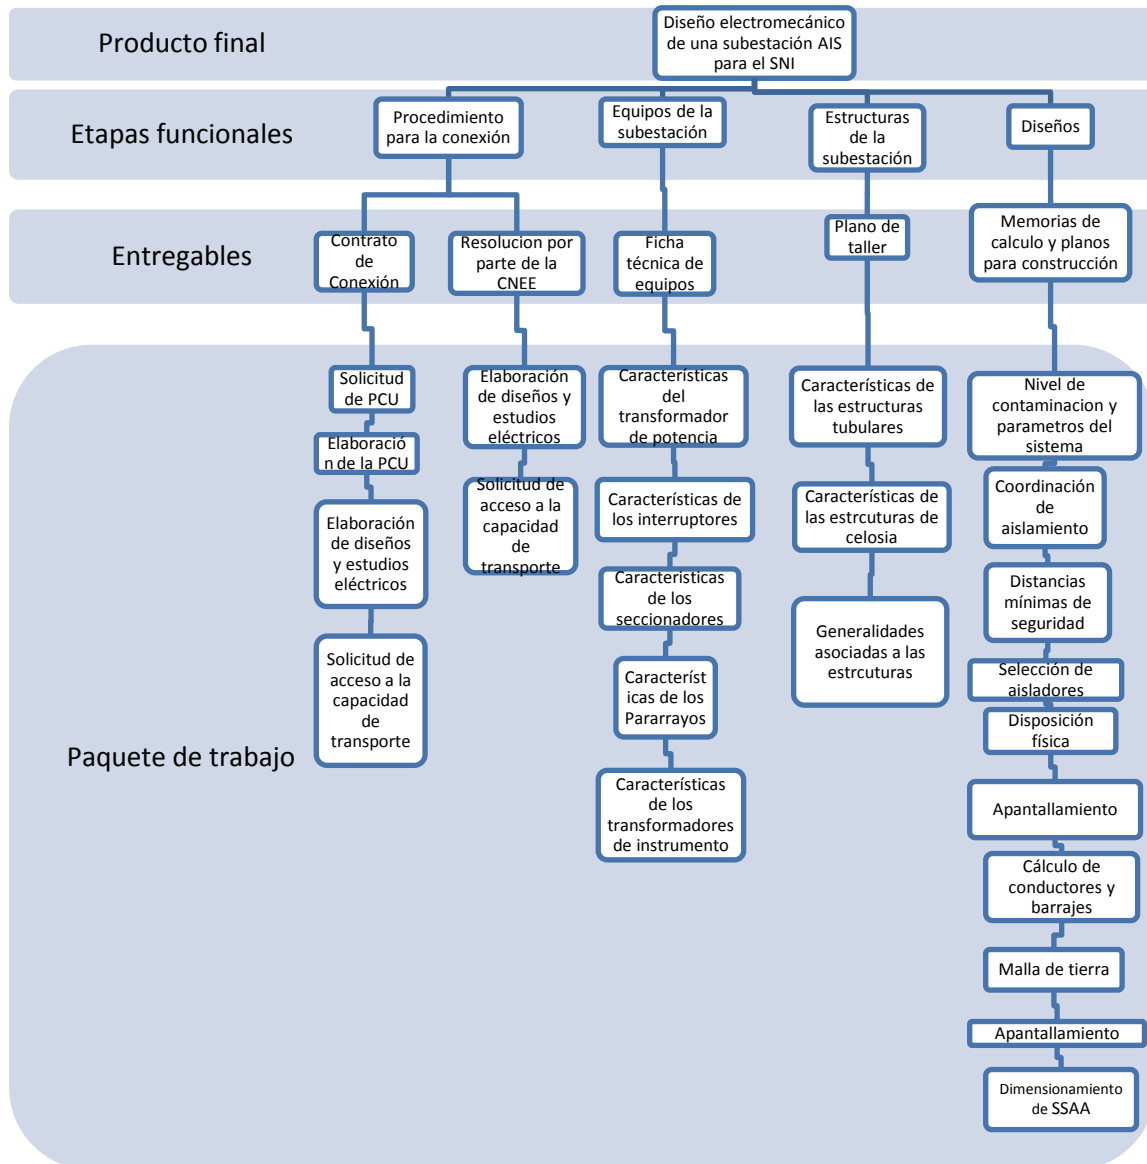 Producto final
Diseño electromecánico
de una subestación AIS
para el SNI
Etapas funcionales
Procedimiento
para la conexión
Equipos de la
subestación
Estructuras
de la
subestación
Diseños
Entregables
Contrato
de
Conexión
Resolucion por
parte de la
CNEE
Ficha
técnica de
equipos
Plano de
taller
Memorias de
calculo y planos
para construcción
Paquete de trabajo
Solicitud
de PCU
Elaboració
n de la PCU
Elaboración
de diseños
y estudios
eléctricos
Solicitud de
acceso a la
capacidad
de
transporte
Elaboración
de diseños y
estudios
eléctricos
Solicitud de
acceso a la
capacidad
de
transporte
Características
del
transformador
de potencia
Características de
los interruptores
Caracteristicas
de los
seccionadores
Característ
icas de los
Pararrayos
Características
de los
transformadores
de instrumento
Características de
las estructuras
tubulares
Características de
las estrcuturas de
celosia
Generalidades
asociadas a las
estrcuturas
Nivel de
contaminacion y
parametros del
sistema
Coordinación
de
aislamiento
Distancias
mínimas de
seguridad
Selección de
aisladores
Disposición
física
Apantallamiento
Cálculo de
conductores y
barrajes
Malla de tierra
Apantallamiento
Dimensionamiento
de SSAA